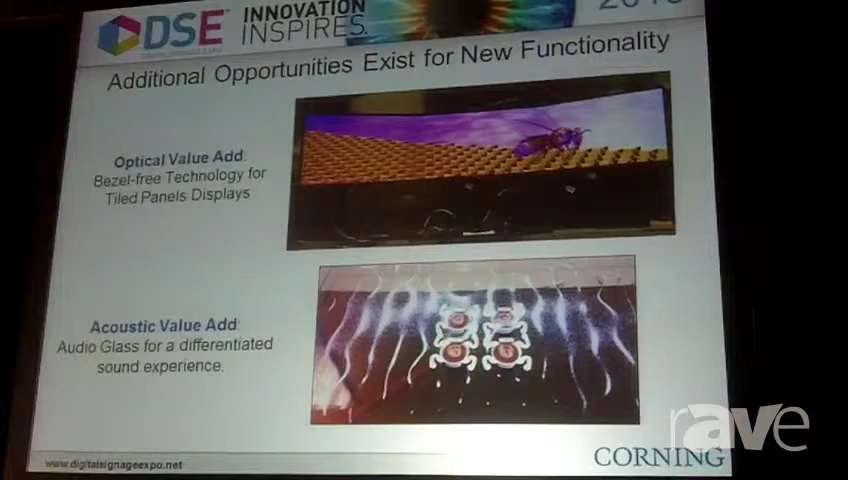 DSE
INNOVATION
INSPIRES.
Additional Opportunities Exist for New Functionality
Optical Value Add:
Bezel-free Technology for
Tiled Panels Displays
Acoustic Value Add:
Audio Glass for a differentiated
sound experience.
www.digitalsignageexpo.net
CORNING
rave